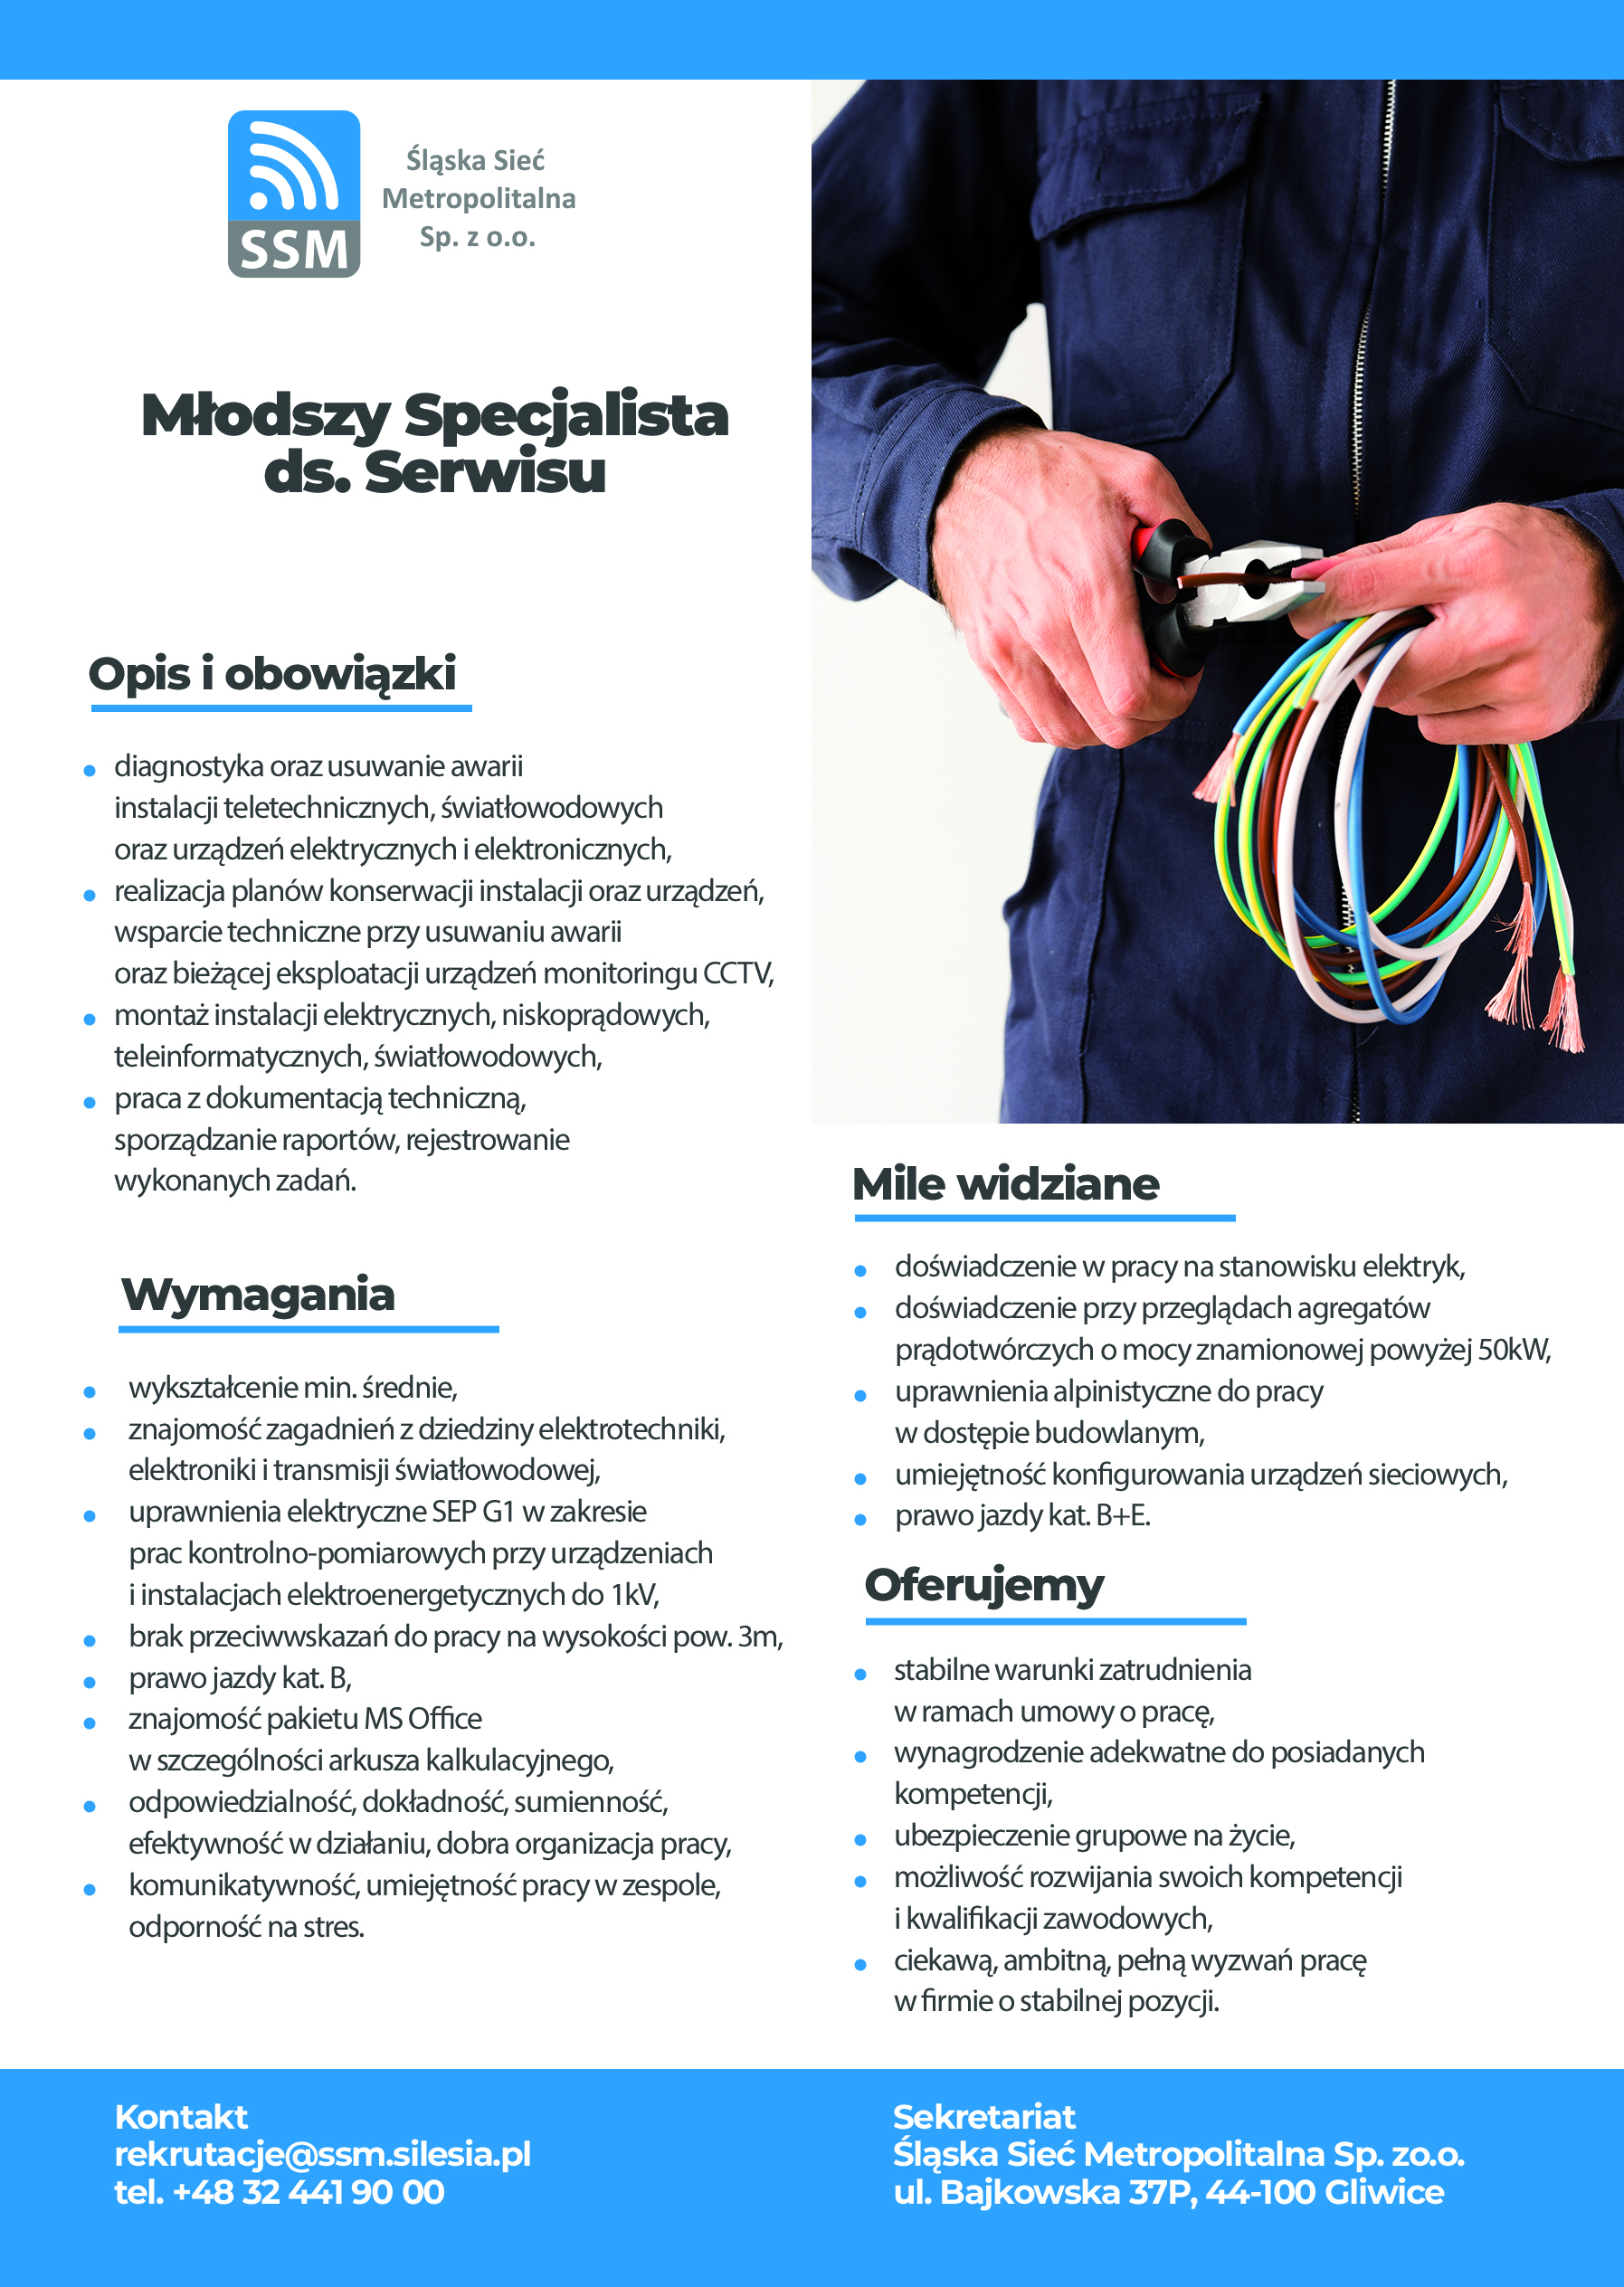 SSM
Śląska Sieć
Metropolitalna
Sp. z o.o.
Młodszy Specjalista
ds. Serwisu
Opis i obowiązki
diagnostyka oraz usuwanie awarii
instalacji teletechnicznych, światłowodowych
oraz urządzeń elektrycznych i elektronicznych,
realizacja planów konserwacji instalacji oraz urządzeń,
wsparcie techniczne przy usuwaniu awarii
oraz bieżącej eksploatacji urządzeń monitoringu CCTV,
montaż instalacji elektrycznych, niskoprądowych,
teleinformatycznych, światłowodowych,
praca z dokumentacją techniczną,
sporządzanie raportów, rejestrowanie
wykonanych zadań.
Wymagania
wykształcenie min. średnie,
znajomość zagadnień z dziedziny elektrotechniki,
elektroniki i transmisji światłowodowej,
uprawnienia elektryczne SEP G1 w zakresie
prac kontrolno-pomiarowych przy urządzeniach
i instalacjach elektroenergetycznych do 1kV,
brak przeciwwskazań do pracy na wysokości pow. 3m,
prawo jazdy kat. B,
znajomość pakietu MS Office
w szczególności arkusza kalkulacyjnego,
odpowiedzialność, dokładność, sumienność,
efektywność w działaniu, dobra organizacja pracy,
komunikatywność, umiejętność pracy w zespole,
odporność na stres.
Mile widziane
doświadczenie w pracy na stanowisku elektryk,
doświadczenie przy przeglądach agregatów
prądotwórczych o mocy znamionowej powyżej 50kW,
uprawnienia alpinistyczne do pracy
w dostępie budowlanym,
umiejętność konfigurowania urządzeń sieciowych,
prawo jazdy kat. B+E.
Oferujemy
stabilne warunki zatrudnienia
w ramach umowy o pracę,
wynagrodzenie adekwatne do posiadanych
kompetencji,
ubezpieczenie grupowe na życie,
możliwość rozwijania swoich kompetencji
i kwalifikacji zawodowych,
ciekawą, ambitną, pełną wyzwań pracę
w firmie o stabilnej pozycji.
Kontakt
rekrutacje@ssm.silesia.pl
tel. +48 32 441 90 00
Sekretariat
Śląska Sieć Metropolitalna Sp. zo.o.
ul. Bajkowska 37P, 44-100 Gliwice